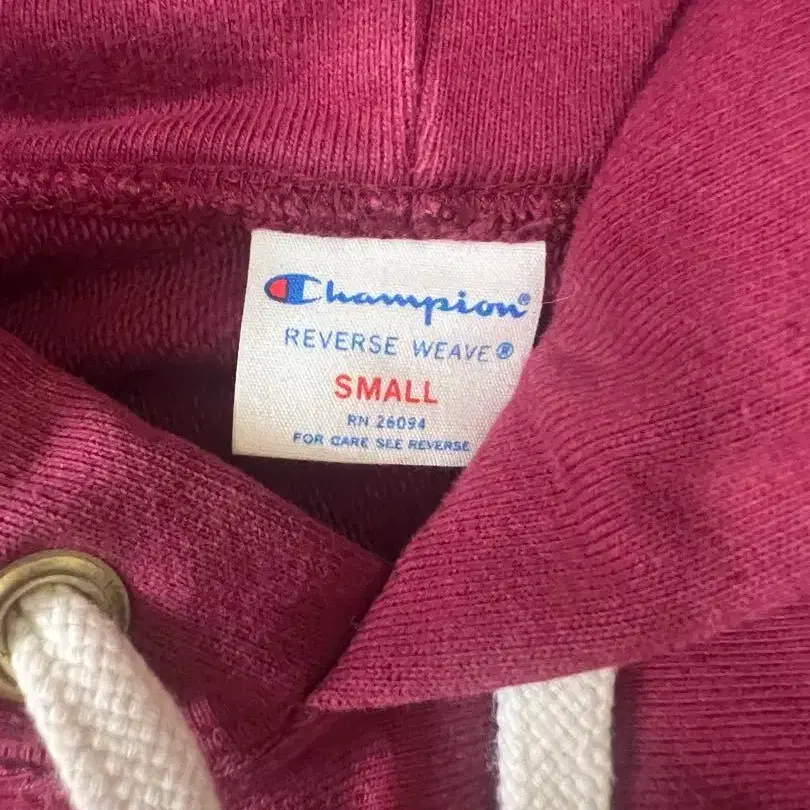 Champion®
REVERSE WEAVE®
SMALL
RN 26094
FOR CARE SEE REVERSE